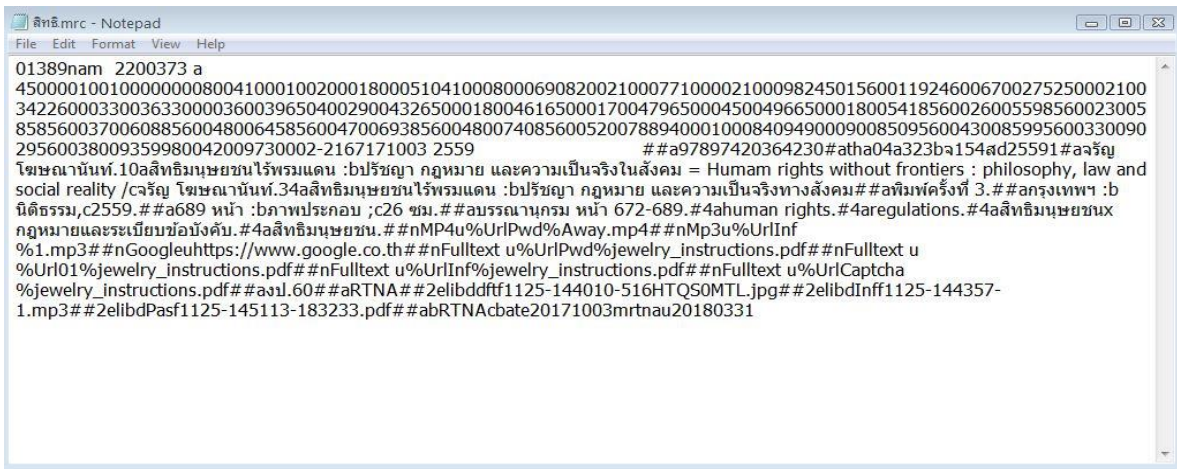 สิทธิ.mrc - Notepad
File Edit Format View Help
01389nam 2200373 a
45000010010000000008004100010020001800051041000800069082002100077100002100098245015600119246006700275250002100
3422600033003633000036003965040029004326500018004616500017004796500045004966500018005418560026005598560023005
8585600370060885600480064585600470069385600480074085600520078894000100084094900090085095600430085995600330090
2956003800935998004200973​0002-2167171003 2559 ##a97897420364230#atha04a323bจ154สd25591#aจรัญ
โฆษณานันท์.10aสิทธิมนุษยชนไร้พรมแดน :bปรัชญา กฎหมาย และความเป็นจริงในสังคม = Humam rights without frontiers : philosophy, law and
social reality /cจรัญ โฆษณานันท์.34aสิทธิมนุษยชนไร้พรมแดน :bปรัชญา กฎหมาย และความเป็นจริงทางสังคม##aพิมพ์ครั้งที่ 3.##aกรุงเทพฯ :b
นิติธรรม,c2559.##a689 หน้า :bภาพประกอบ ;c26 ซม.##aบรรณานุกรม หน้า 672-689.#4ahuman rights.#4aregulations.#4aสิทธิมนุษยชนx
กฎหมายและระเบียบข้อบังคับ.#4aสิทธิมนุษยชน.##nMP4u%UrlPwd%Away.mp4##nMp3u%UrlInf
%1.mp3##nGoogleuhttps://www.google.co.th##nFulltext u%UrlPwd%jewelry_instructions.pdf##nFulltext u
%Url01%jewelry_instructions.pdf##nFulltext u%UrlInf%jewelry_instructions.pdf##nFulltext u%UrlCaptcha
%jewelry_instructions.pdf##aงป.60##aRTNA##2elibddftf1125-144010-516HTQS0MTL.jpg##2elibdInff1125-144357-
1.mp3##2elibdPasf1125-145113-183233.pdf##abRTNAcbate20171003mrtnau20180331